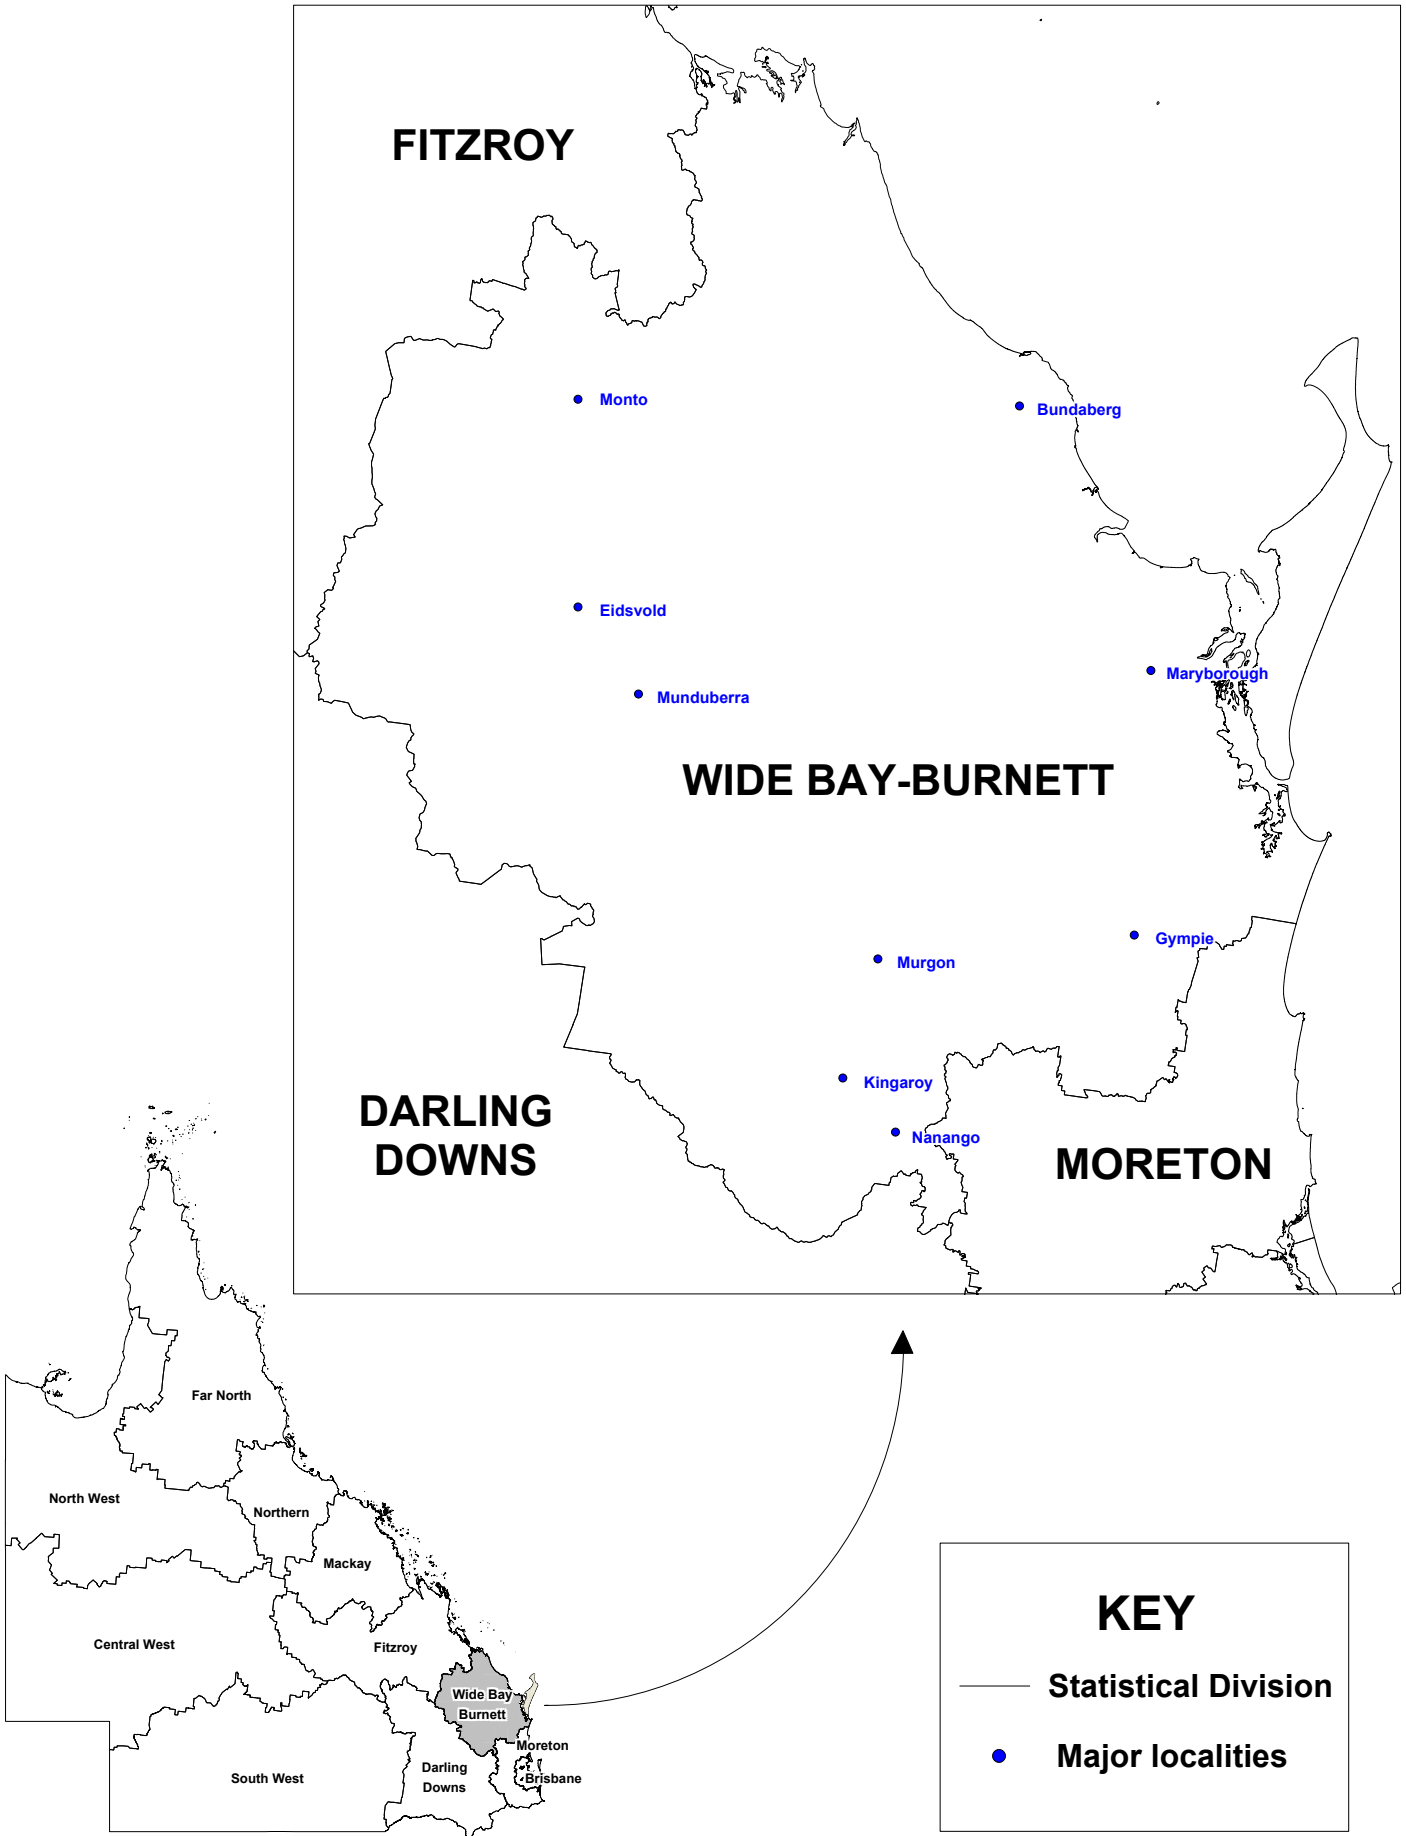 FITZROY
Monto
Bundaberg
Eidsvold
Maryborough
Munduberra
WIDE BAY-BURNETT
Gympie
Murgon
Kingaroy
DARLING
DOWNS
Nanango
MORETON
Far North
North West
Northern
Mackay
Central West
Fitzroy
Wide Bay
Burnett
Moreton
Darling
Downs
South West
Brisbane
KEY
Statistical Division
Major localities